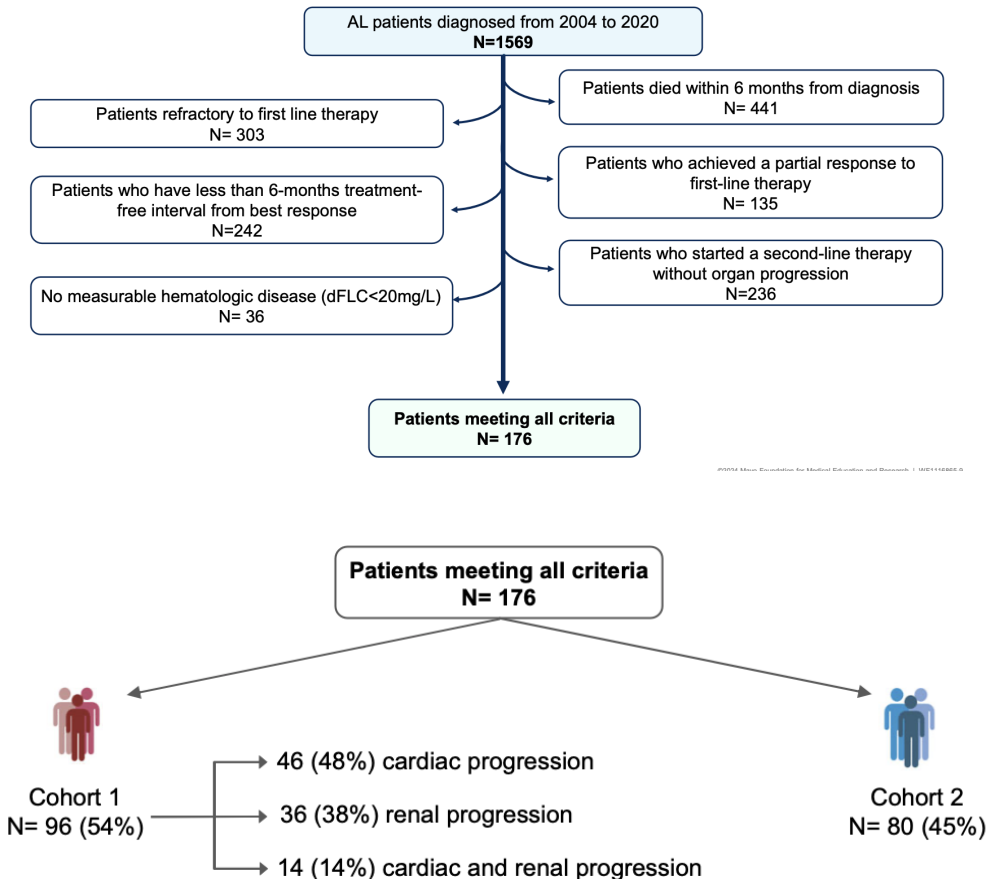 AL patients diagnosed from 2004 to 2020
N=1569
Patients died within 6 months from diagnosis
N= 441
Patients refractory to first line therapy
N= 303
Patients who achieved a partial response to
first-line therapy
N= 135
Patients who have less than 6-months treatment-
free interval from best response
N=242
Patients who started a second-line therapy
without organ progression
N=236
No measurable hematologic disease (dFLC<20mg/L)
N= 36
Patients meeting all criteria
N= 176
©2024 Mayo Foundation for Medical Education and Research |
Patients meeting all criteria
N= 176
46 (48%) cardiac progression
Cohort 1
N= 96 (54%)
36 (38%) renal progression
14 (14%) cardiac and renal progression
Cohort 2
N= 80 (45%)